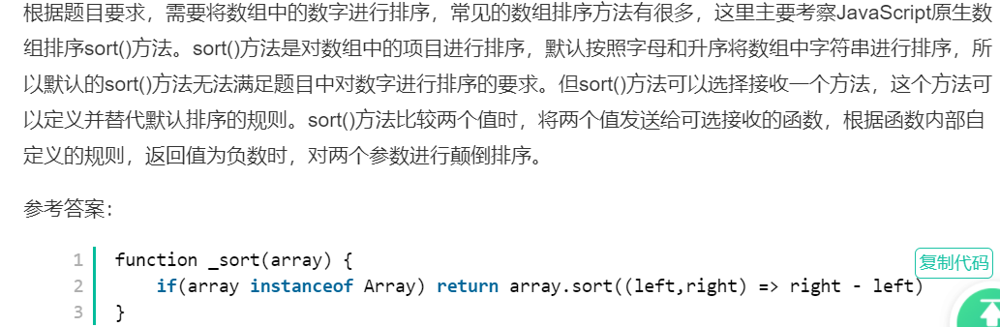 根据题目要求，需要将数组中的数字进行排序，常见的数组排序方法有很多，这里主要考察JavaScript原生数
组排序sort()方法。sort()方法是对数组中的项目进行排序，默认按照字母和升序将数组中字符串进行排序，所
以默认的sort()方法无法满足题目中对数字进行排序的要求。但sort()方法可以选择接收一个方法，这个方法可
以定义并替代默认排序的规则。sort()方法比较两个值时，将两个值发送给可选接收的函数，根据函数内部自
定义的规则，返回值为负数时，对两个参数进行颠倒排序。
参考答案：
复制代码
1 function _sort(array) {
2     if(array instanceof Array) return array.sort((left,right) => right - left)
3 }